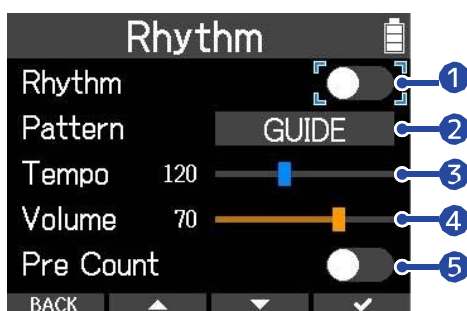 Rhythm
Rhythm 1
Pattern GUIDE 2
Tempo 120 3
Volume 70 4
Pre Count 5
BACK